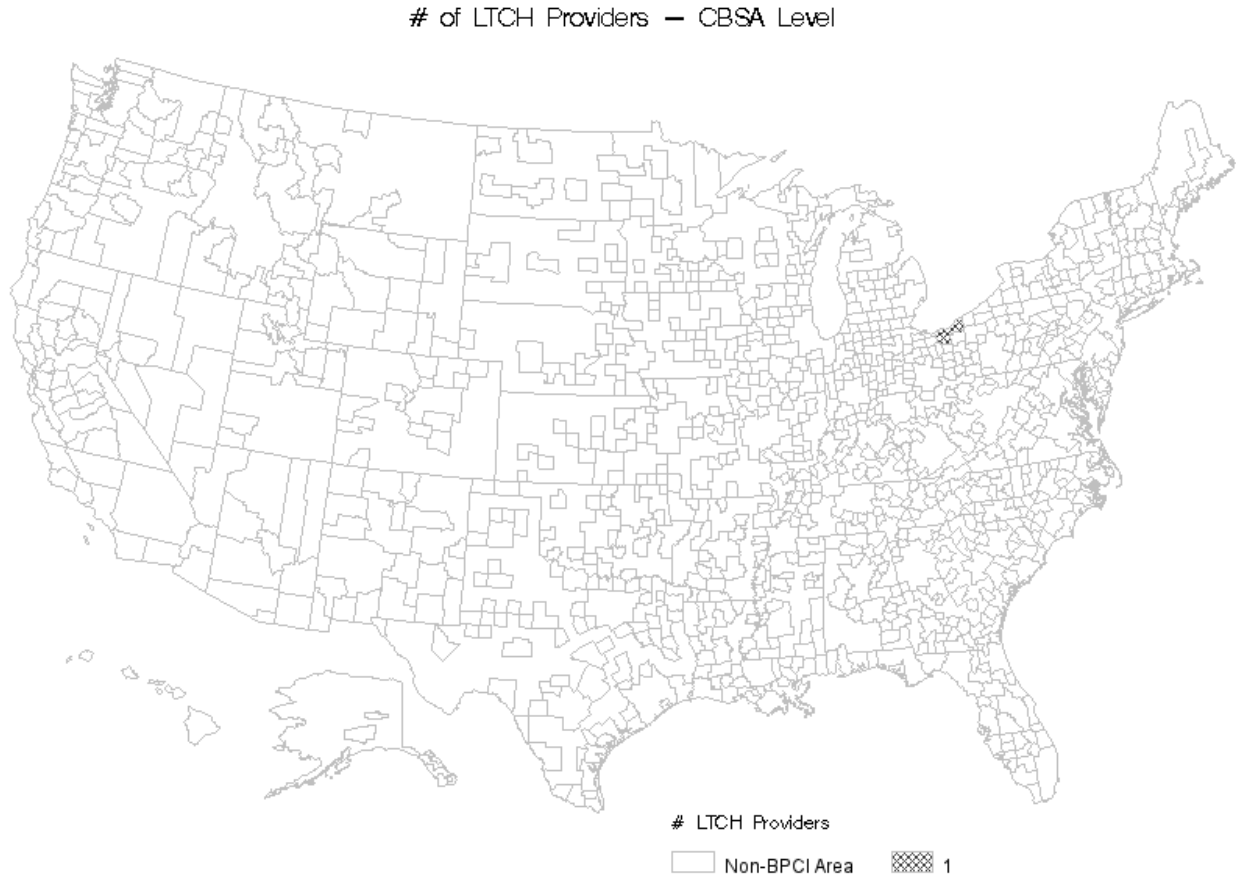 # of LTCH Providers — CBSA Level
# LTCH Providers
Non-BPCI Area
1